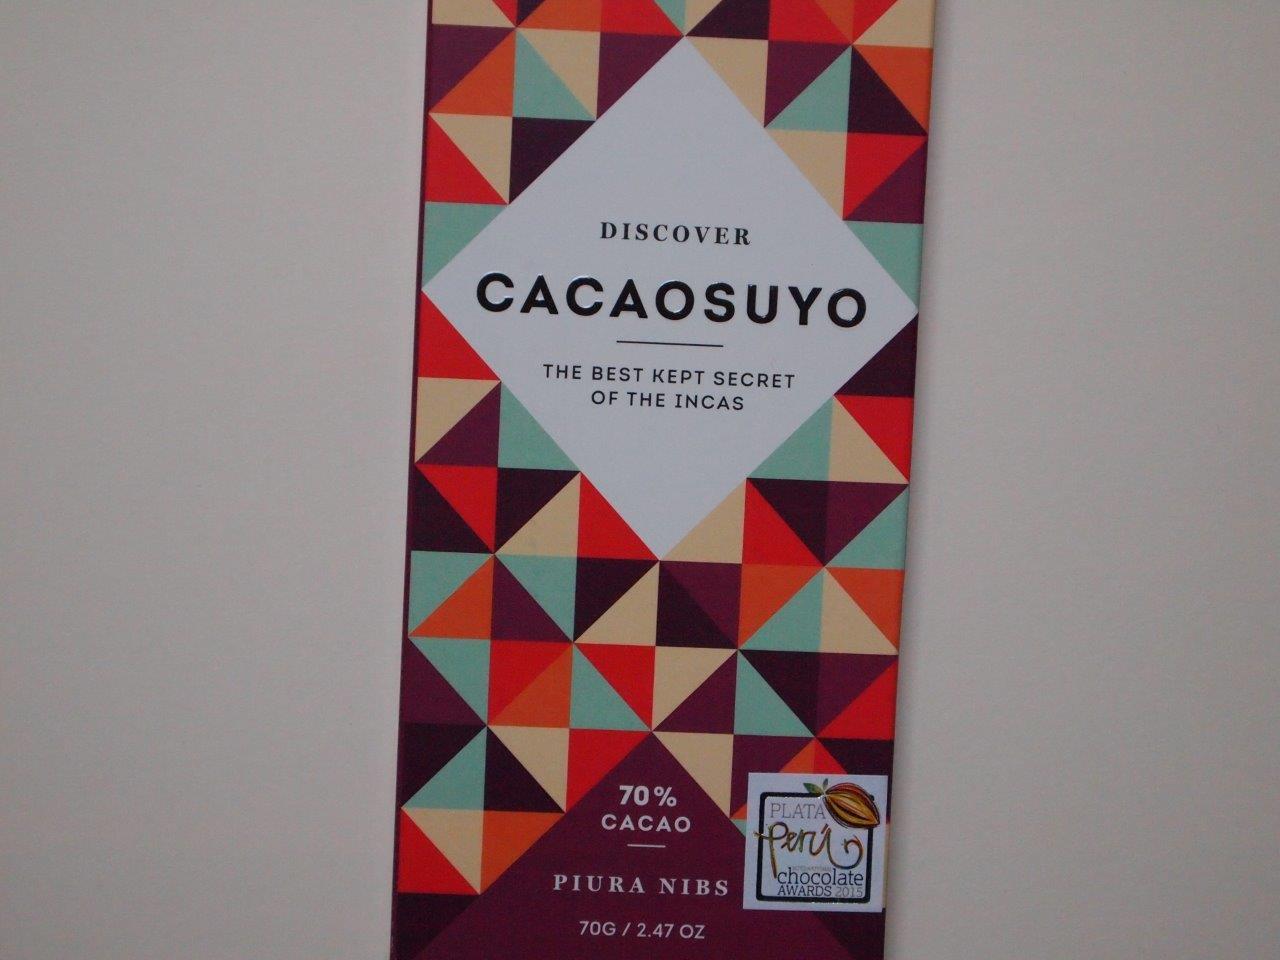 DISCOVER
CACAOSUYO
THE BEST KEPT SECRET
OF THE INCAS
70%
CACAO
PIURA NIBS
70G / 2.47 OZ
PLATA
Perú
chocolate
AWARDS 2015